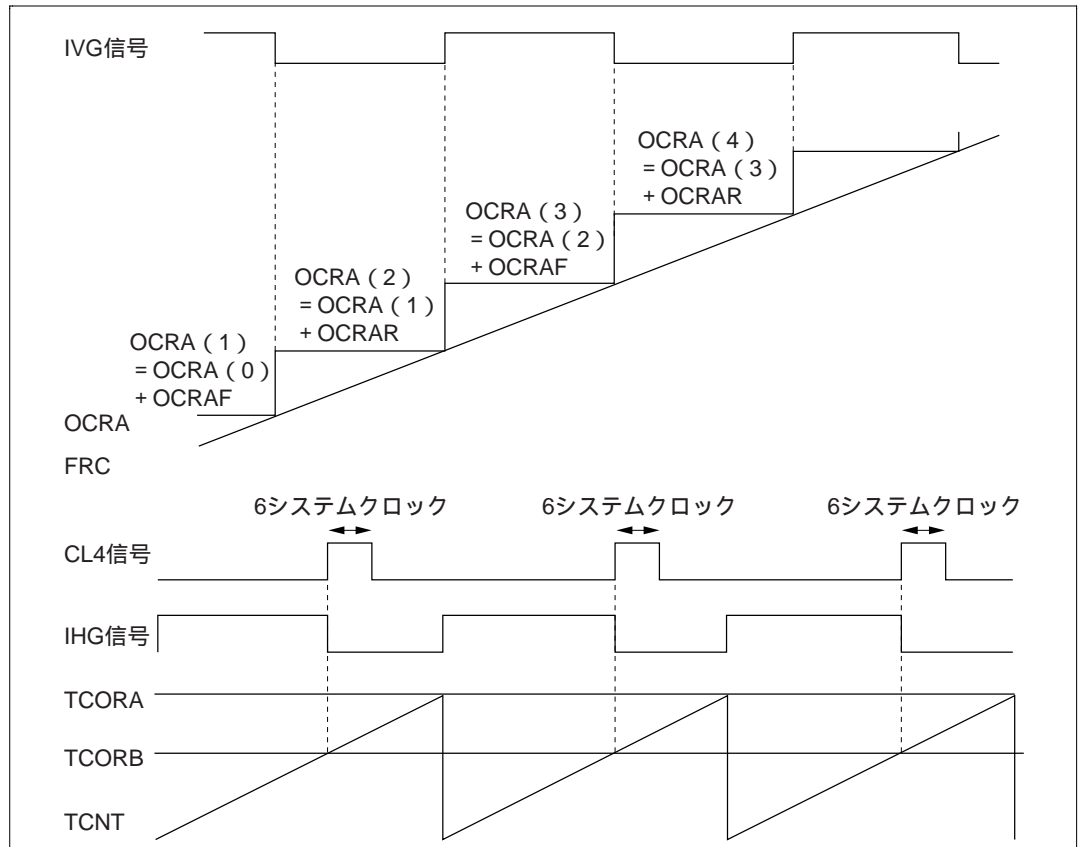 IVG信号
OCRA(4)
=OCRA(3)
+OCRAR
OCRA(3)
=OCRA(2)
+OCRAF
OCRA(2)
=OCRA(1)
+OCRAR
OCRA(1)
=OCRA(0)
+OCRAF
OCRA
FRC
6システムクロック 6システムクロック 6システムクロック
CL4信号
IHG信号
TCORA
TCORB
TCNT